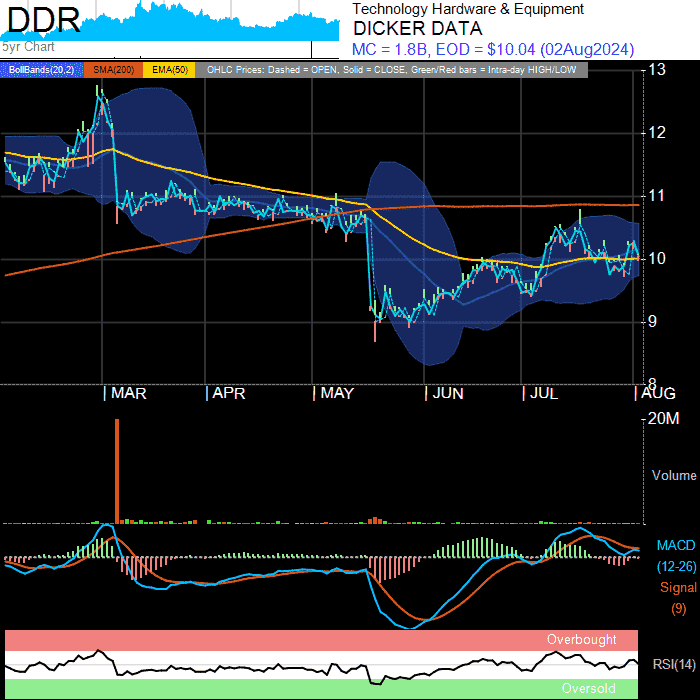 DDR
5yr Chart
Technology Hardware & Equipment
DICKER DATA
MC = 1.8B, EOD = $10.04 (02Aug2024)
BollBands(20,2) SMA(200) EMA(50) OHLC Prices: Dashed = OPEN, Solid = CLOSE, Green/Red bars = Intra-day HIGH/LOW
13
12
11
10
9
8
MAR APR MAY JUN JUL AUG
20M
Volume
MACD
(12-26)
Signal
(9)
Overbought
RSI(14)
Oversold